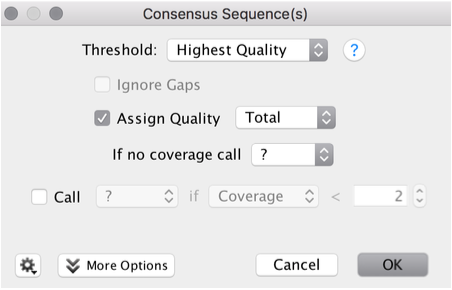 Consensus Sequence(s)
Threshold: Highest Quality ?
Ignore Gaps
Assign Quality Total
If no coverage call ?
Call ? if Coverage < 2
More Options Cancel OK